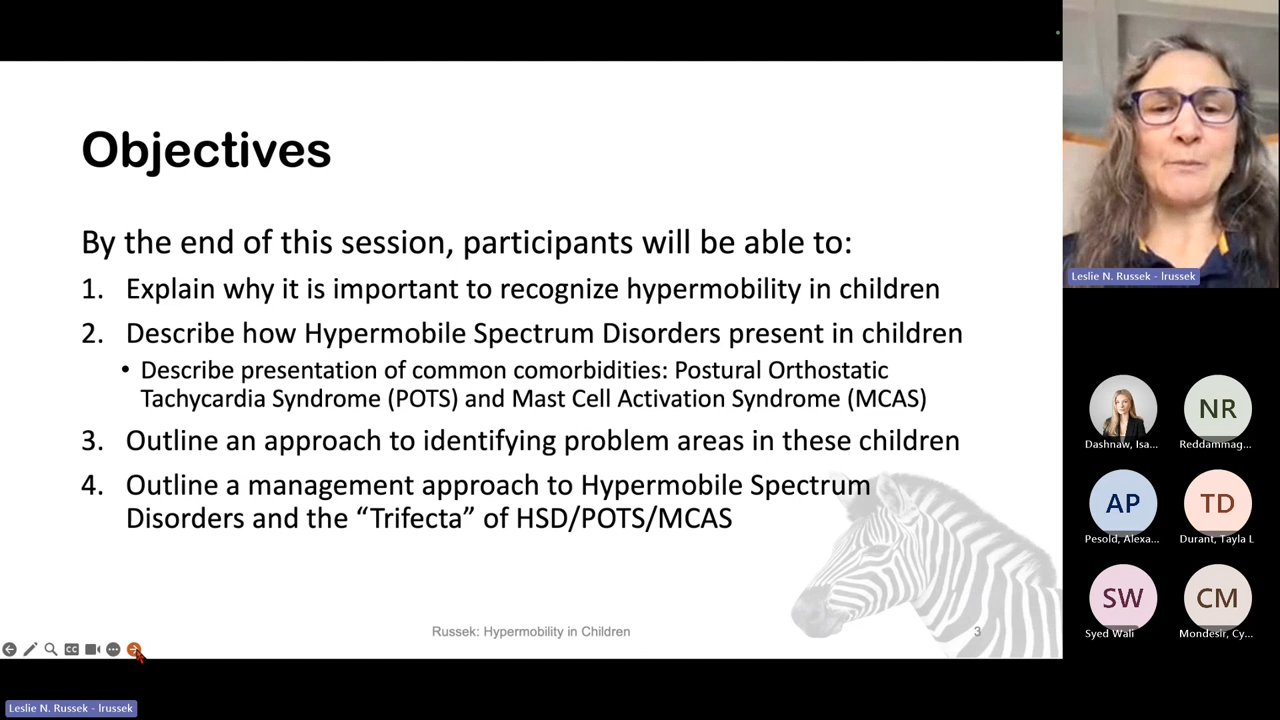 Objectives
By the end of this session, participants will be able to:
1. Explain why it is important to recognize hypermobility in children
2. Describe how Hypermobile Spectrum Disorders present in children
• Describe presentation of common comorbidities: Postural Orthostatic
Tachycardia Syndrome (POTS) and Mast Cell Activation Syndrome (MCAS)
3. Outline an approach to identifying problem areas in these children
4. Outline a management approach to Hypermobile Spectrum
Disorders and the “Trifecta” of HSD/POTS/MCAS
Russek: Hypermobility in Children
3
CC
Leslie N. Russek - lrussek
Leslie N. Russek - lrussek
NR
Dashnaw, Isa...
Reddammag...
AP
TD
Pesold, Alexa...
Durant, Tayla L
SW
CM
Syed Wali
Mondesir, Cy...